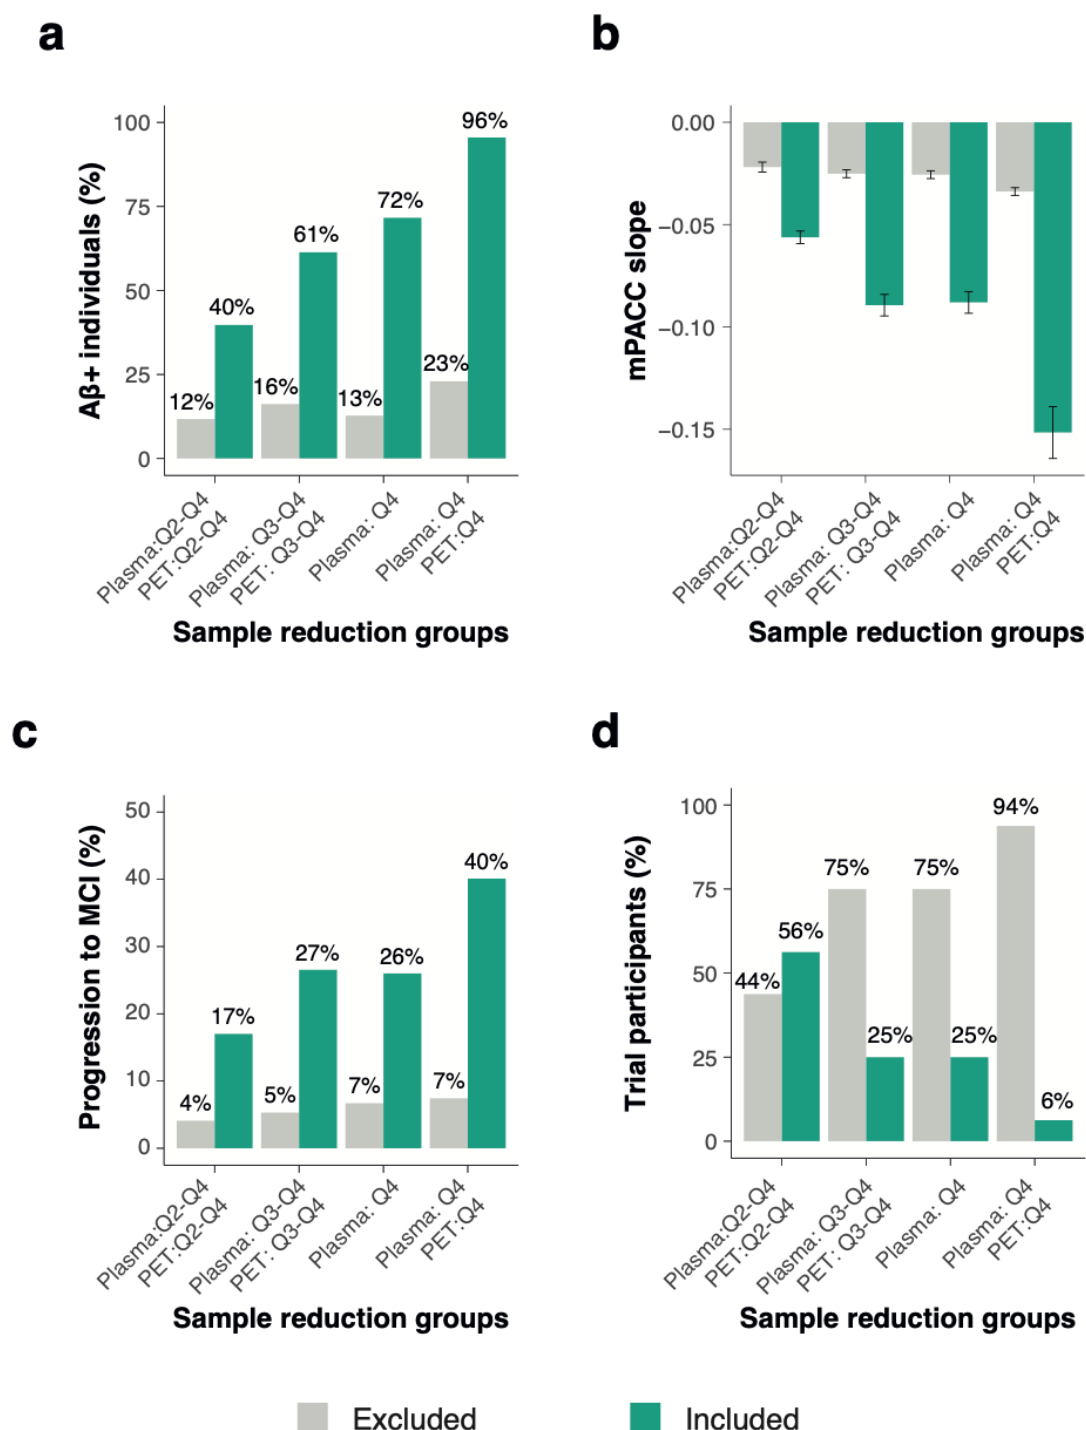 a
Aβ+ individuals (%)
100
75
50
25
0
12%
40%
16%
61%
13%
72%
23%
96%
Plasma:Q2-Q4
PET:Q2-Q4
Plasma: Q3-Q4
PET: Q3-Q4
Plasma: Q4
Plasma: Q4
PET:Q4
Sample reduction groups
b
mPACC slope
0.00
−0.05
−0.10
−0.15
Plasma:Q2-Q4
PET:Q2-Q4
Plasma: Q3-Q4
PET: Q3-Q4
Plasma: Q4
Plasma: Q4
PET:Q4
Sample reduction groups
c
Progression to MCI (%)
50
40
30
20
10
0
4%
17%
5%
27%
7%
26%
7%
40%
Plasma:Q2-Q4
PET:Q2-Q4
Plasma: Q3-Q4
PET: Q3-Q4
Plasma: Q4
Plasma: Q4
PET:Q4
Sample reduction groups
d
Trial participants (%)
100
75
50
25
0
44%
56%
75%
25%
75%
25%
94%
6%
Plasma:Q2-Q4
PET:Q2-Q4
Plasma: Q3-Q4
PET: Q3-Q4
Plasma: Q4
Plasma: Q4
PET:Q4
Sample reduction groups
Excluded
Included